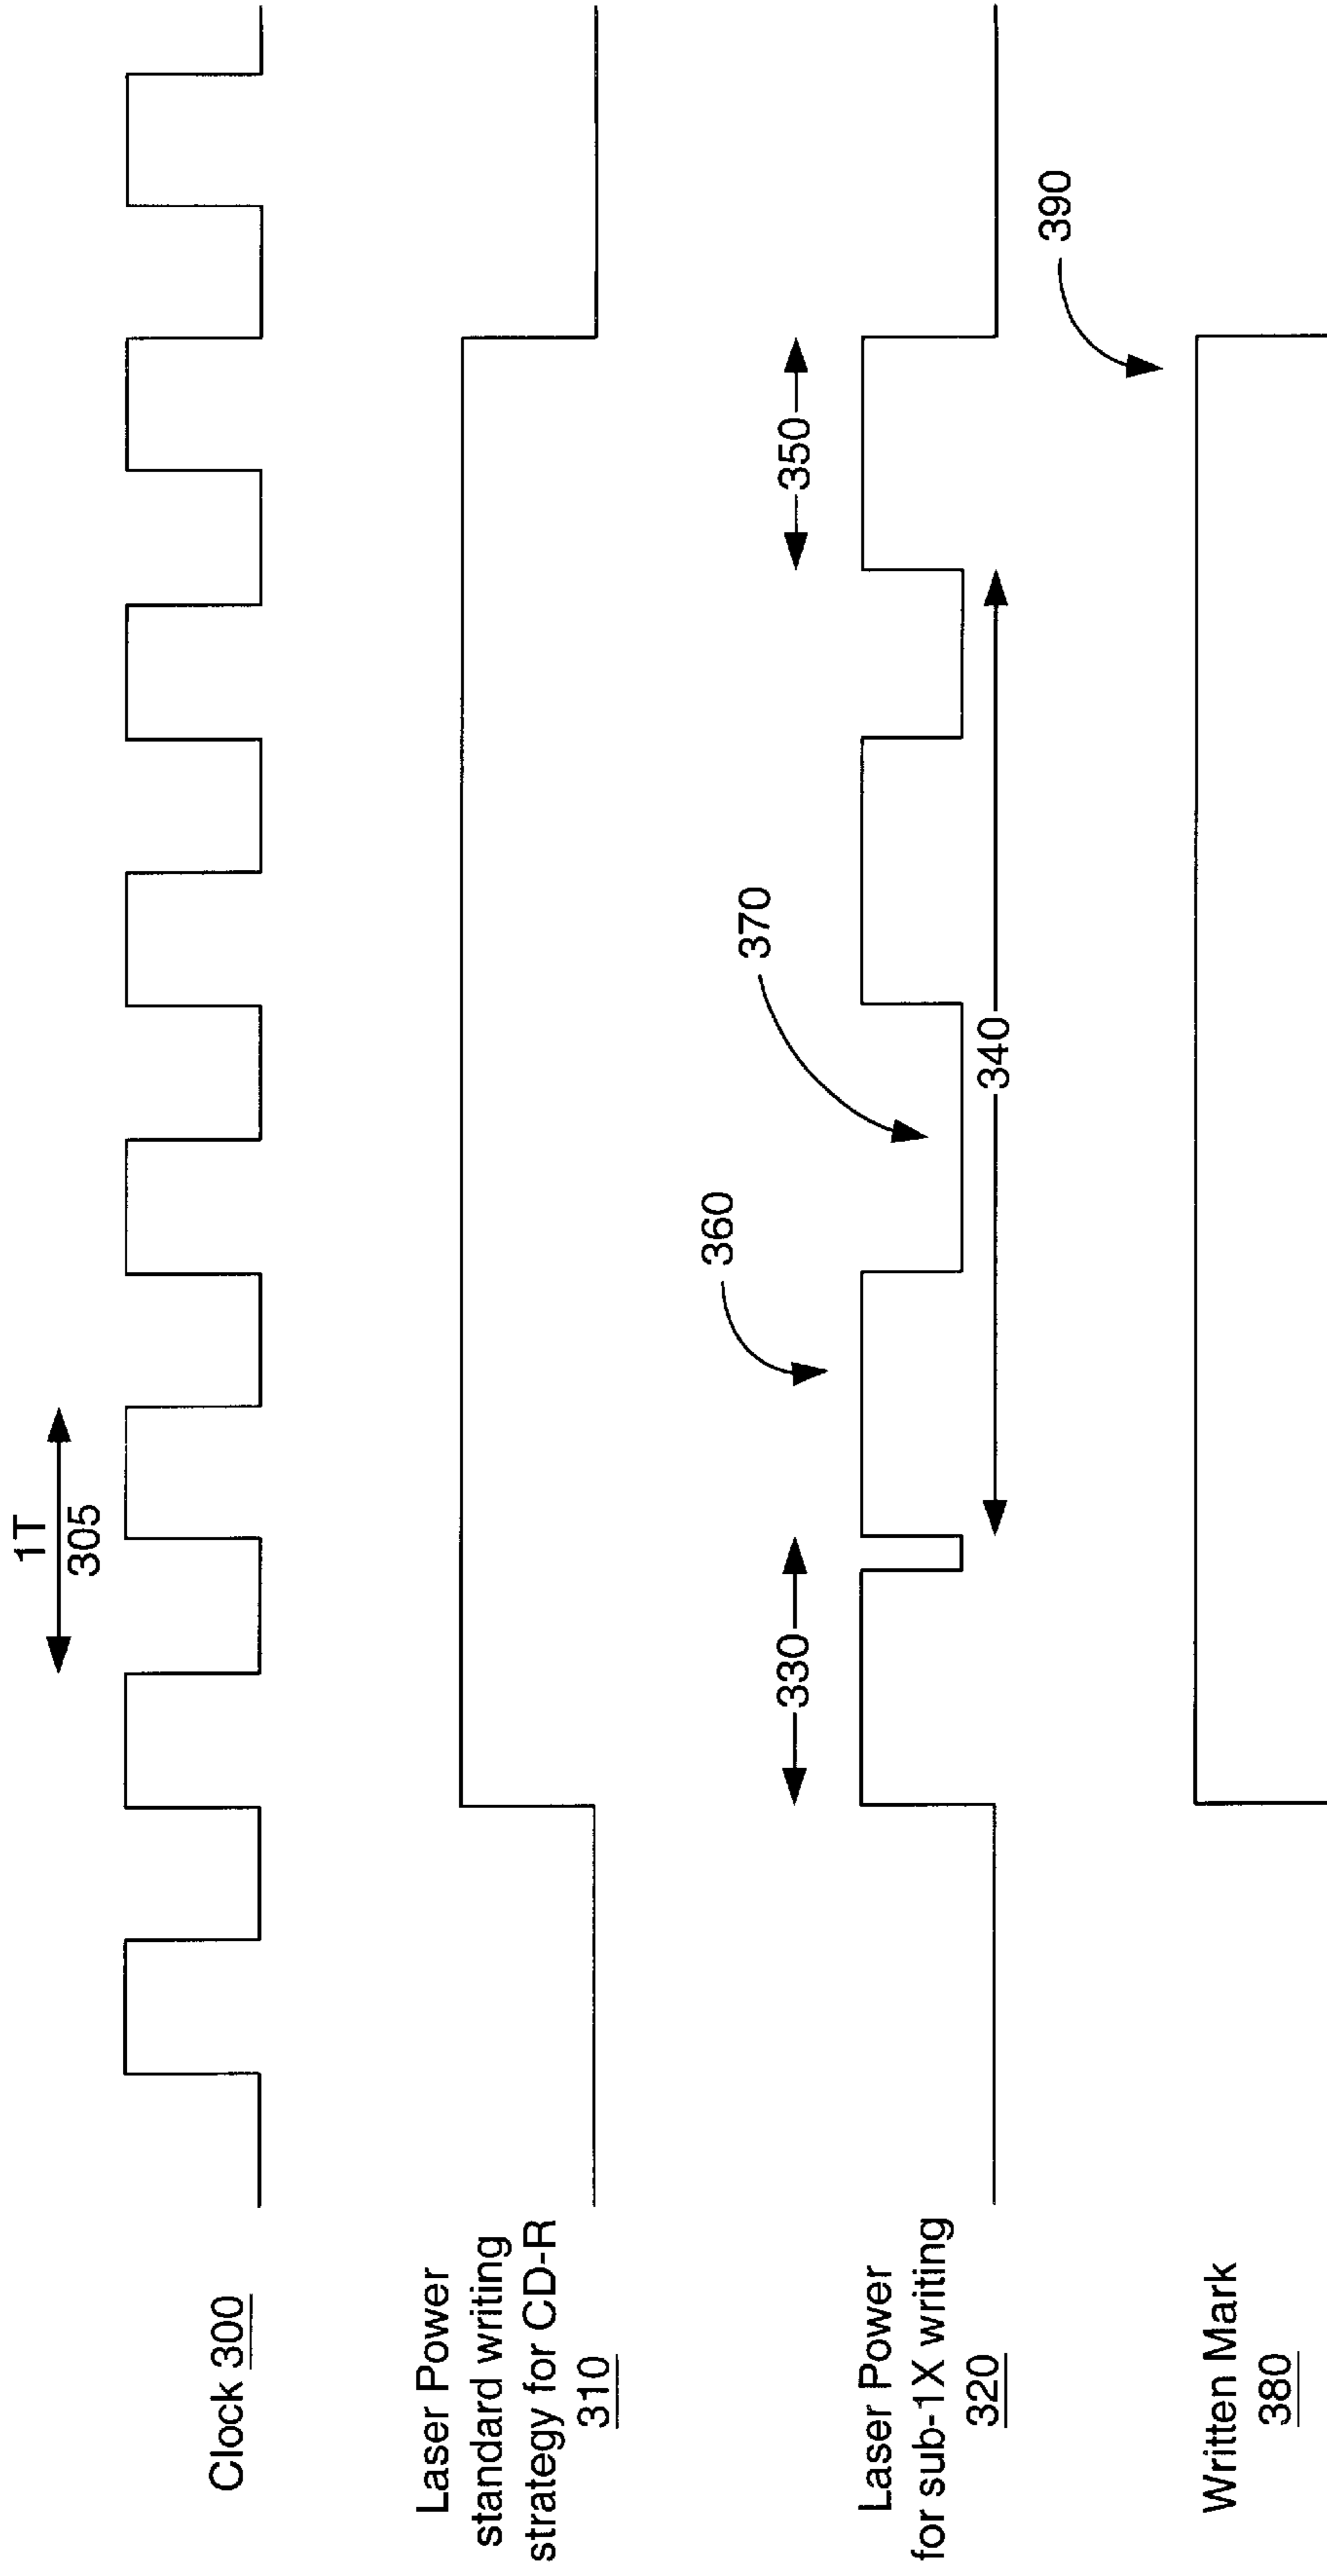 1T
305
Clock 300
Laser Power
standard writing
strategy for CD-R
310
360
370
390
330
340
350
Laser Power
for sub-1X writing
320
Written Mark
380